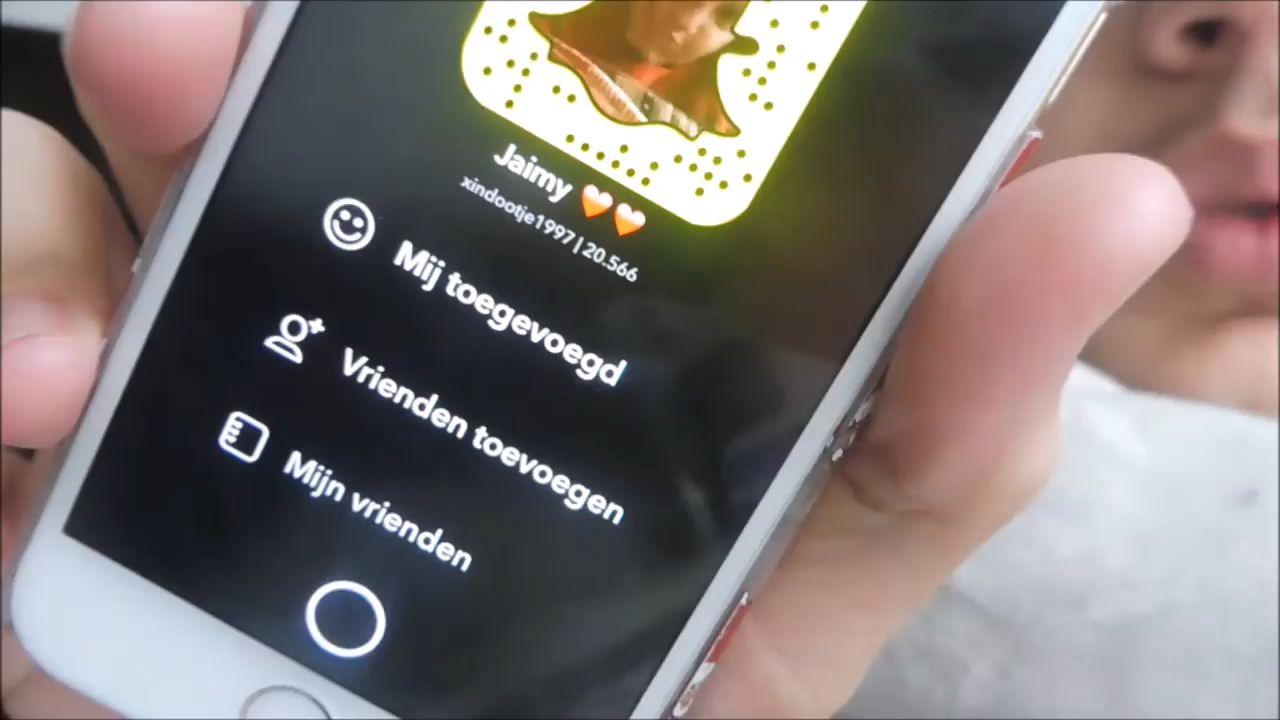 Jaimy 🧡🧡
xindootje1997 | 20.566
Mij toegevoegd
Vrienden toevoegen
Mijn vrienden